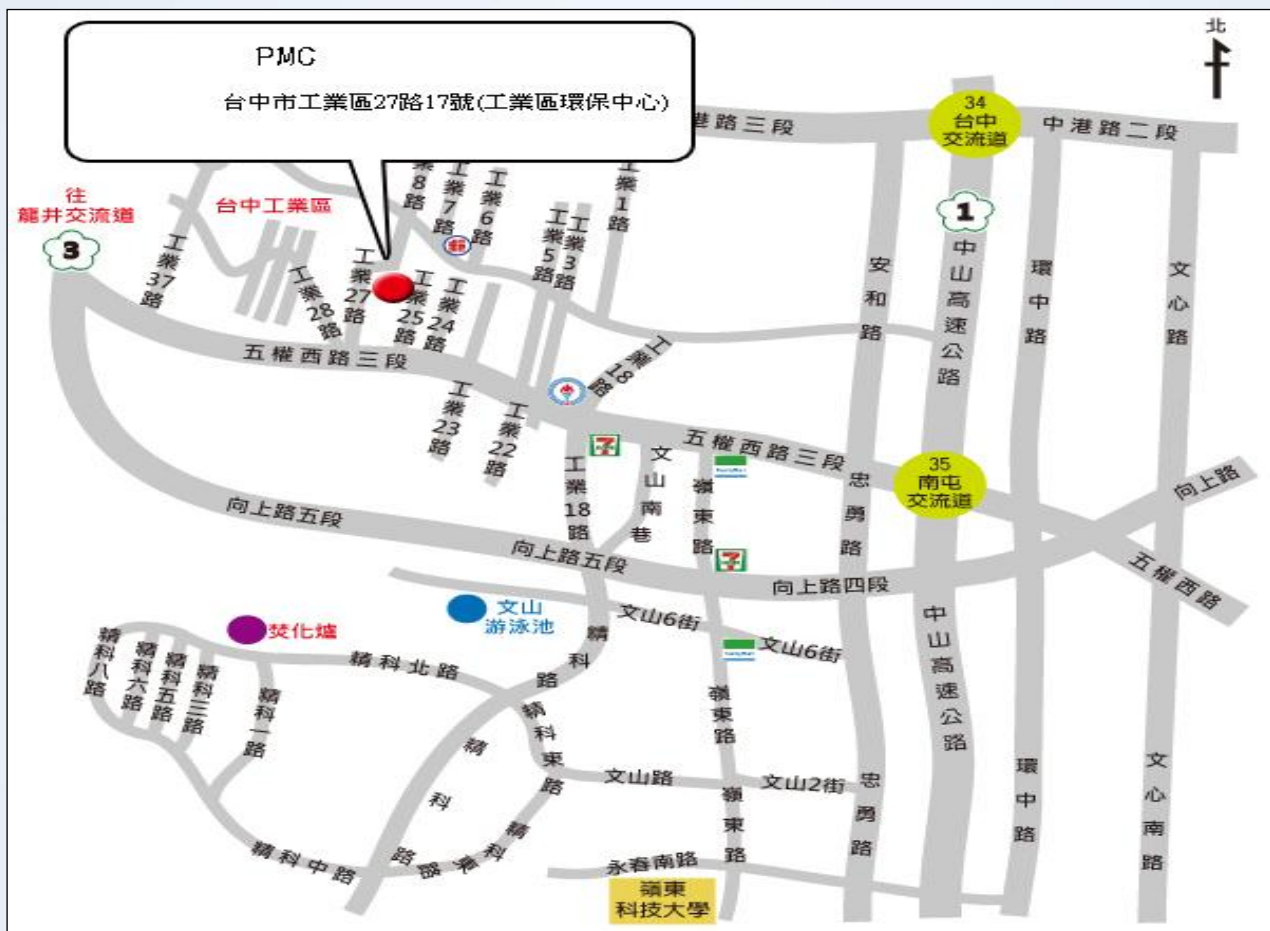 北
PMC
台中市工業區27路17號(工業區環保中心)
港路三段
34
台中
交流道
中港路二段
往
龍井交流道
3
台中工業區
業8路
工業7路
工業6路
工業5路
工業3路
工業1路
1
中山高速公路
安和路
環中路
文心路
工業37路
工業28路
工業27路
工業25路
工業24路
五權西路三段
工業23路
工業22路
工業18路
7
五權西路三段
35
南屯
交流道
向上路
工業18路
文山南巷
嶺東路
FamilyMart
忠勇路
向上路五段
向上路五段
7
向上路四段
五權西路
焚化爐
文山
游泳池
文山6街
文山6街
FamilyMart
中山高速公路
精科八路
精科六路
精科五路
精科三路
精科一路
精科北路
精科路
精科東路
嶺東路
精科路
文山路
文山2街
忠勇路
環中路
文心南路
精科中路
精科東路
嶺東路
永春南路
嶺東
科技大學